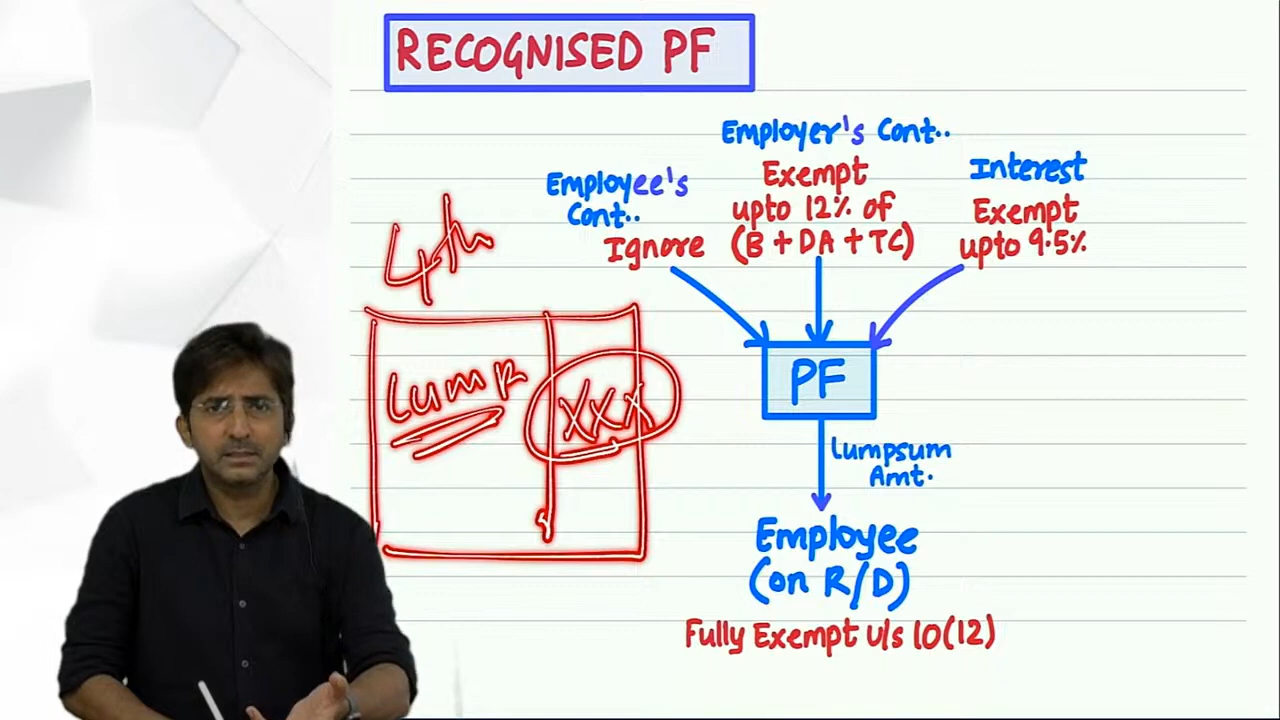 RECOGNISED PF
Employer's Cont..
Exempt
upto 12% of
(B + DA + TC)
Employee's
Cont..
Ignore
Interest
Exempt
upto 9.5%
4th
Lump
XXX
PF
Lumpsum
Amt.
Employee
(on R/D)
Fully Exempt u/s 10(12)